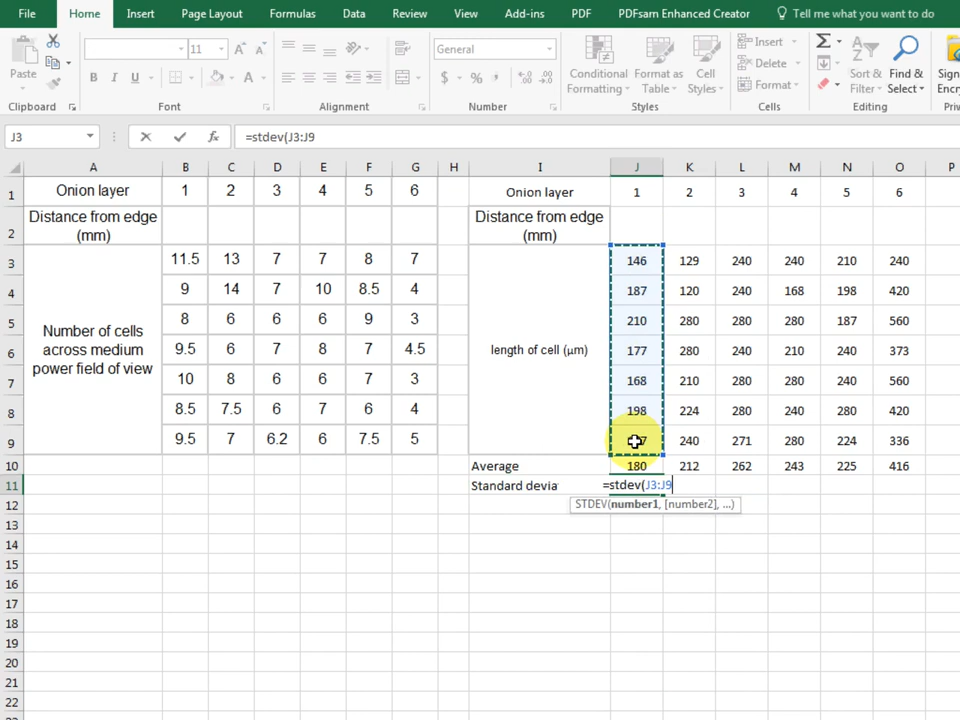 File Home Insert Page Layout Formulas Data Review View Add-ins PDF PDFsam Enhanced Creator Tell me what you want to do
11 General Insert
Paste Conditional Formatting Format as Table Cell Styles Delete Sort & Filter Find & Select
B I U A $ % Format
Clipboard Font Alignment Number Styles Cells Editing
J3 fx =stdev(J3:J9
A B C D E F G H I J K L M N O P
1 Onion layer 1 2 3 4 5 6 Onion layer 1 2 3 4 5 6
2 Distance from edge (mm) Distance from edge (mm)
3 11.5 13 7 7 8 7 146 129 240 240 210 240
4 9 14 7 10 8.5 4 187 120 240 168 198 420
5 8 6 6 6 9 3 210 280 280 280 187 560
Number of cells across medium power field of view
6 9.5 6 7 8 7 4.5 length of cell (μm) 177 280 240 210 240 373
7 10 8 6 6 7 3 168 210 280 280 240 560
8 8.5 7.5 6 7 6 4 198 224 280 240 280 420
9 9.5 7 6.2 6 7.5 5 240 271 280 224 336
10 Average 180 212 262 243 225 416
11 Standard devia =stdev(J3:J9
12 STDEV(number1, [number2], ...)
13
14
15
16
17
18
19
20
21
22